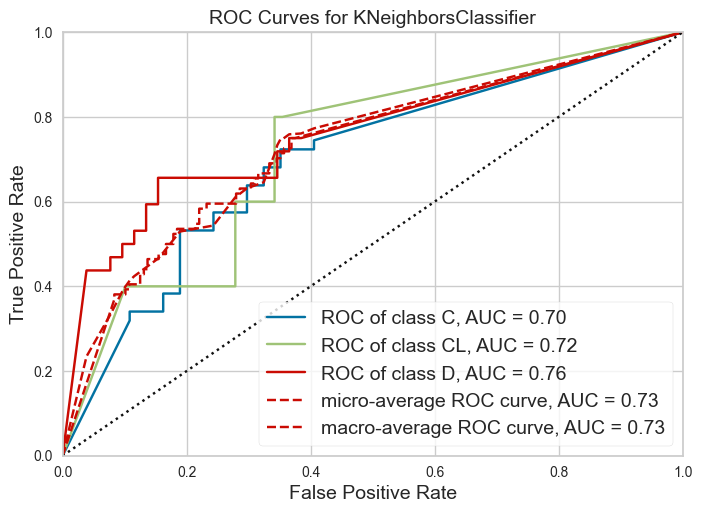 ROC Curves for KNeighborsClassifier
True Positive Rate
1.0
0.8
0.6
0.4
0.2
0.0
ROC of class C, AUC = 0.70
ROC of class CL, AUC = 0.72
ROC of class D, AUC = 0.76
micro-average ROC curve, AUC = 0.73
macro-average ROC curve, AUC = 0.73
0.0 0.2 0.4 0.6 0.8 1.0
False Positive Rate